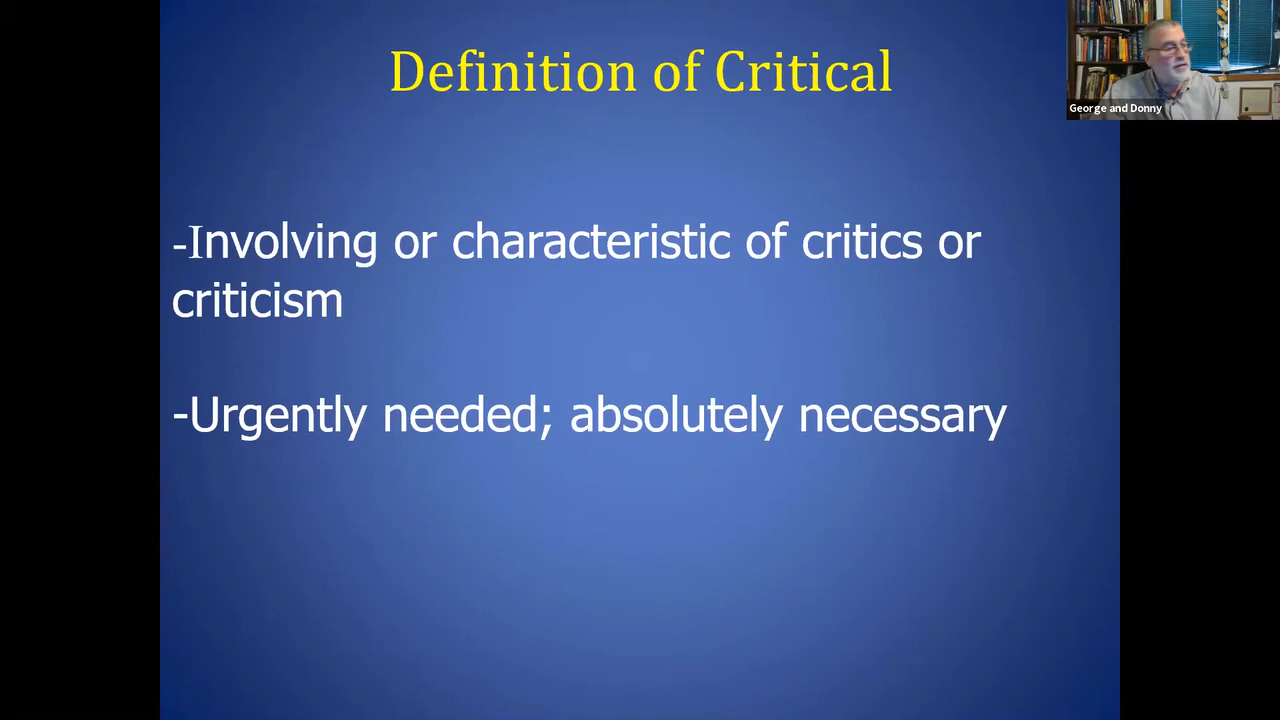 Definition of Critical
George and Donny
-Involving or characteristic of critics or
criticism
-Urgently needed; absolutely necessary